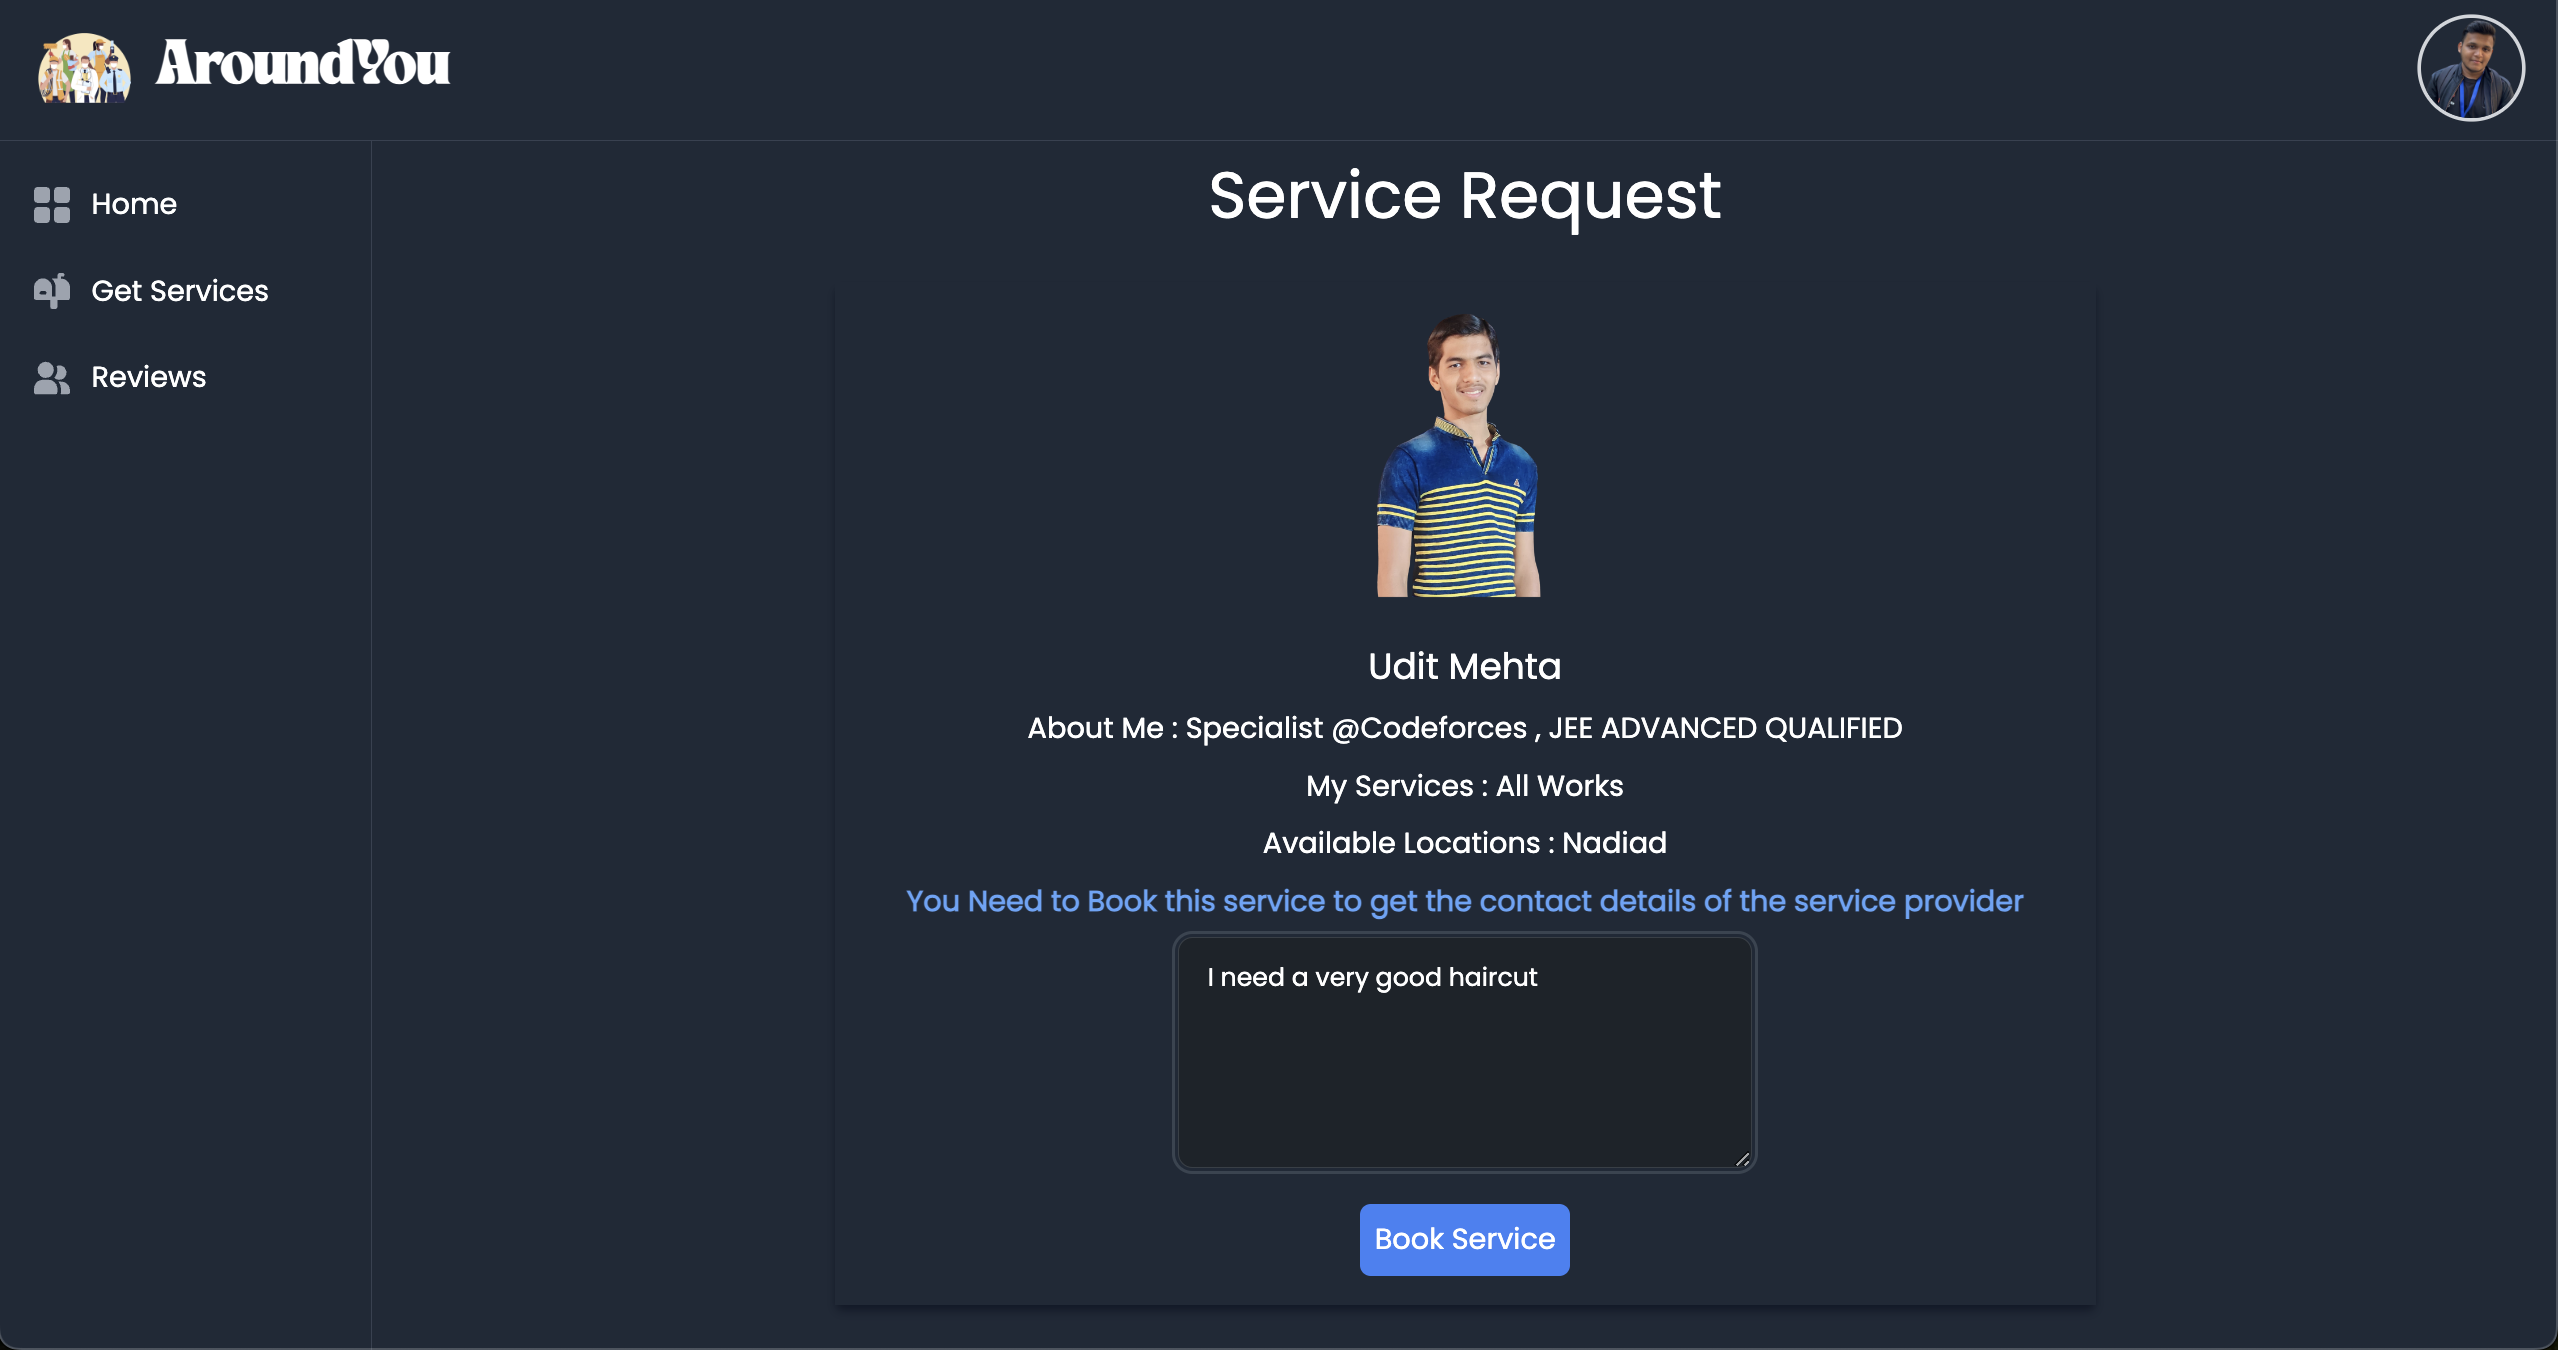 AroundYou
Home
Get Services
Reviews
Service Request
Udit Mehta
About Me : Specialist @Codeforces , JEE ADVANCED QUALIFIED
My Services : All Works
Available Locations : Nadiad
You Need to Book this service to get the contact details of the service provider
I need a very good haircut
Book Service